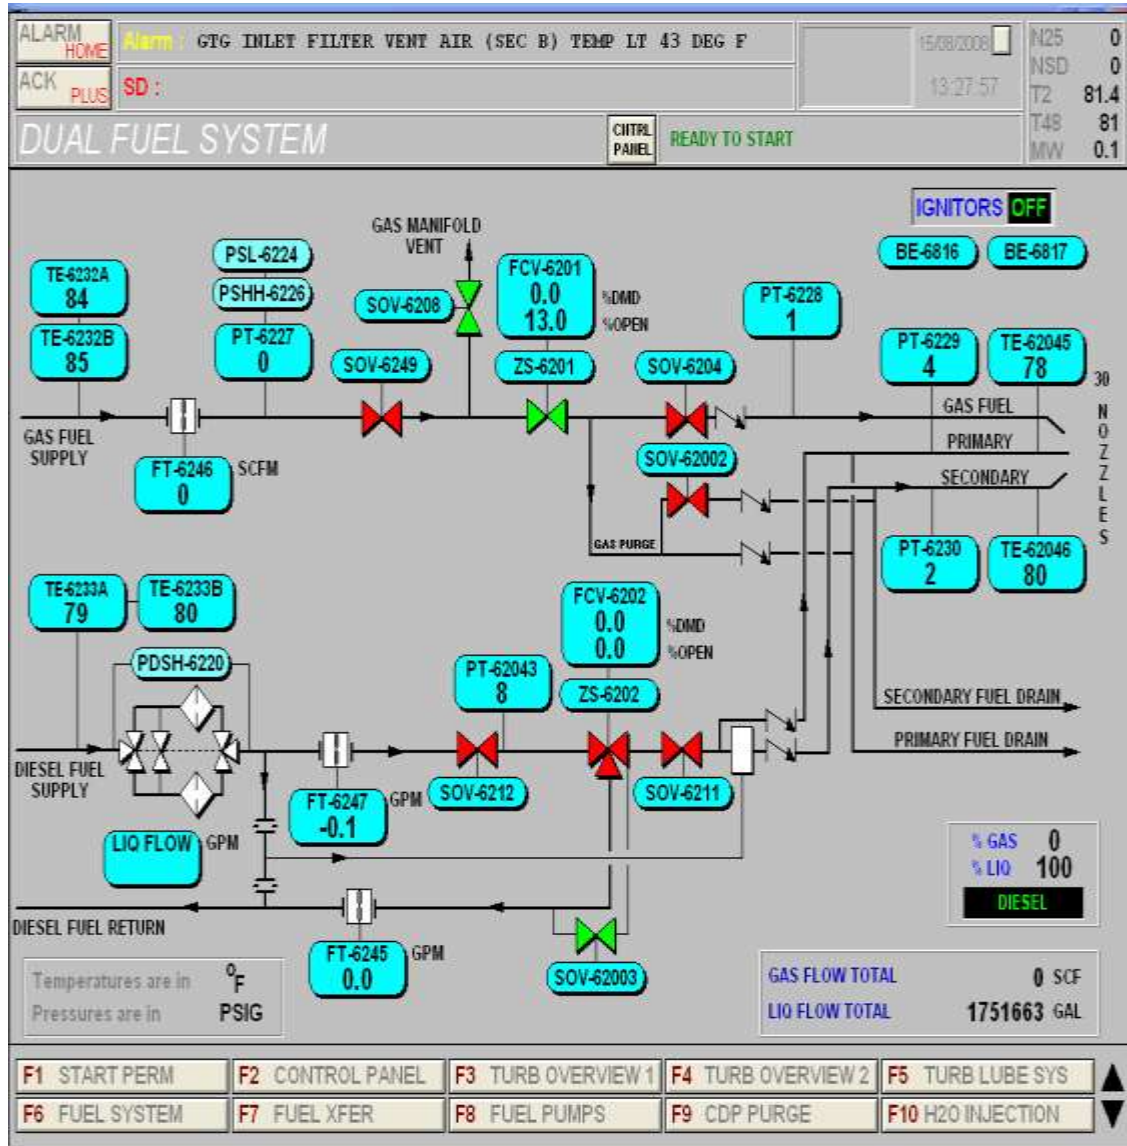 ALARM HOME
Alarm : GTG INLET FILTER VENT AIR (SEC B) TEMP LT 43 DEG F
15/08/2008
13:27:57
N25 0
NSD 0
T2 81.4
T48 81
MW 0.1
ACK PLUS
SD :
DUAL FUEL SYSTEM
CNTRL PANEL
READY TO START
IGNITORS OFF
BE-6816
BE-6817
GAS MANIFOLD
VENT
TE-6232A
84
TE-6232B
85
PSL-6224
PSHH-6226
PT-6227
0
SOV-6208
FCV-6201
0.0 %DMD
13.0 %OPEN
ZS-6201
SOV-6249
SOV-6204
PT-6228
1
PT-6229
4
TE-62045
78
30 NOZZLES
GAS FUEL
SUPPLY
FT-6246
0
SCFM
SOV-62002
GAS FUEL
PRIMARY
SECONDARY
GAS PURGE
PT-6230
2
TE-62046
80
TE-6233A
79
TE-6233B
80
PDSH-6220
FCV-6202
0.0 %DMD
0.0 %OPEN
ZS-6202
PT-62043
8
SECONDARY FUEL DRAIN
PRIMARY FUEL DRAIN
DIESEL FUEL
SUPPLY
SOV-6212
SOV-6211
FT-6247
-0.1
GPM
LIQ FLOW
GPM
% GAS 0
% LIQ 100
DIESEL
DIESEL FUEL RETURN
FT-6245
0.0
GPM
SOV-62003
Temperatures are in °F
Pressures are in PSIG
GAS FLOW TOTAL 0 SCF
LIQ FLOW TOTAL 1751663 GAL
F1 START PERM
F2 CONTROL PANEL
F3 TURB OVERVIEW 1
F4 TURB OVERVIEW 2
F5 TURB LUBE SYS
F6 FUEL SYSTEM
F7 FUEL XFER
F8 FUEL PUMPS
F9 CDP PURGE
F10 H2O INJECTION